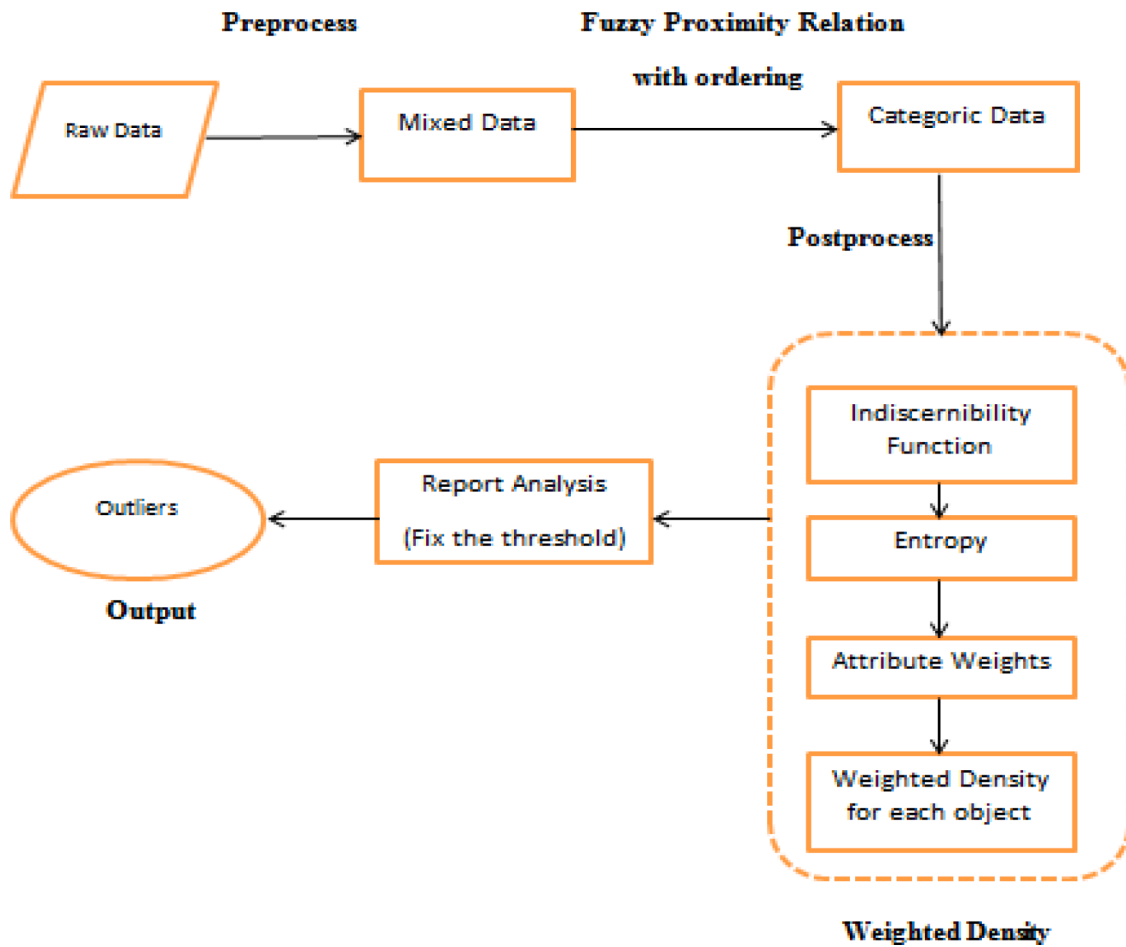 Preprocess
Fuzzy Proximity Relation
with ordering
Raw Data
Mixed Data
Categoric Data
Postprocess
Indiscernibility
Function
Entropy
Attribute Weights
Weighted Density
for each object
Weighted Density
Report Analysis
(Fix the threshold)
Outliers
Output